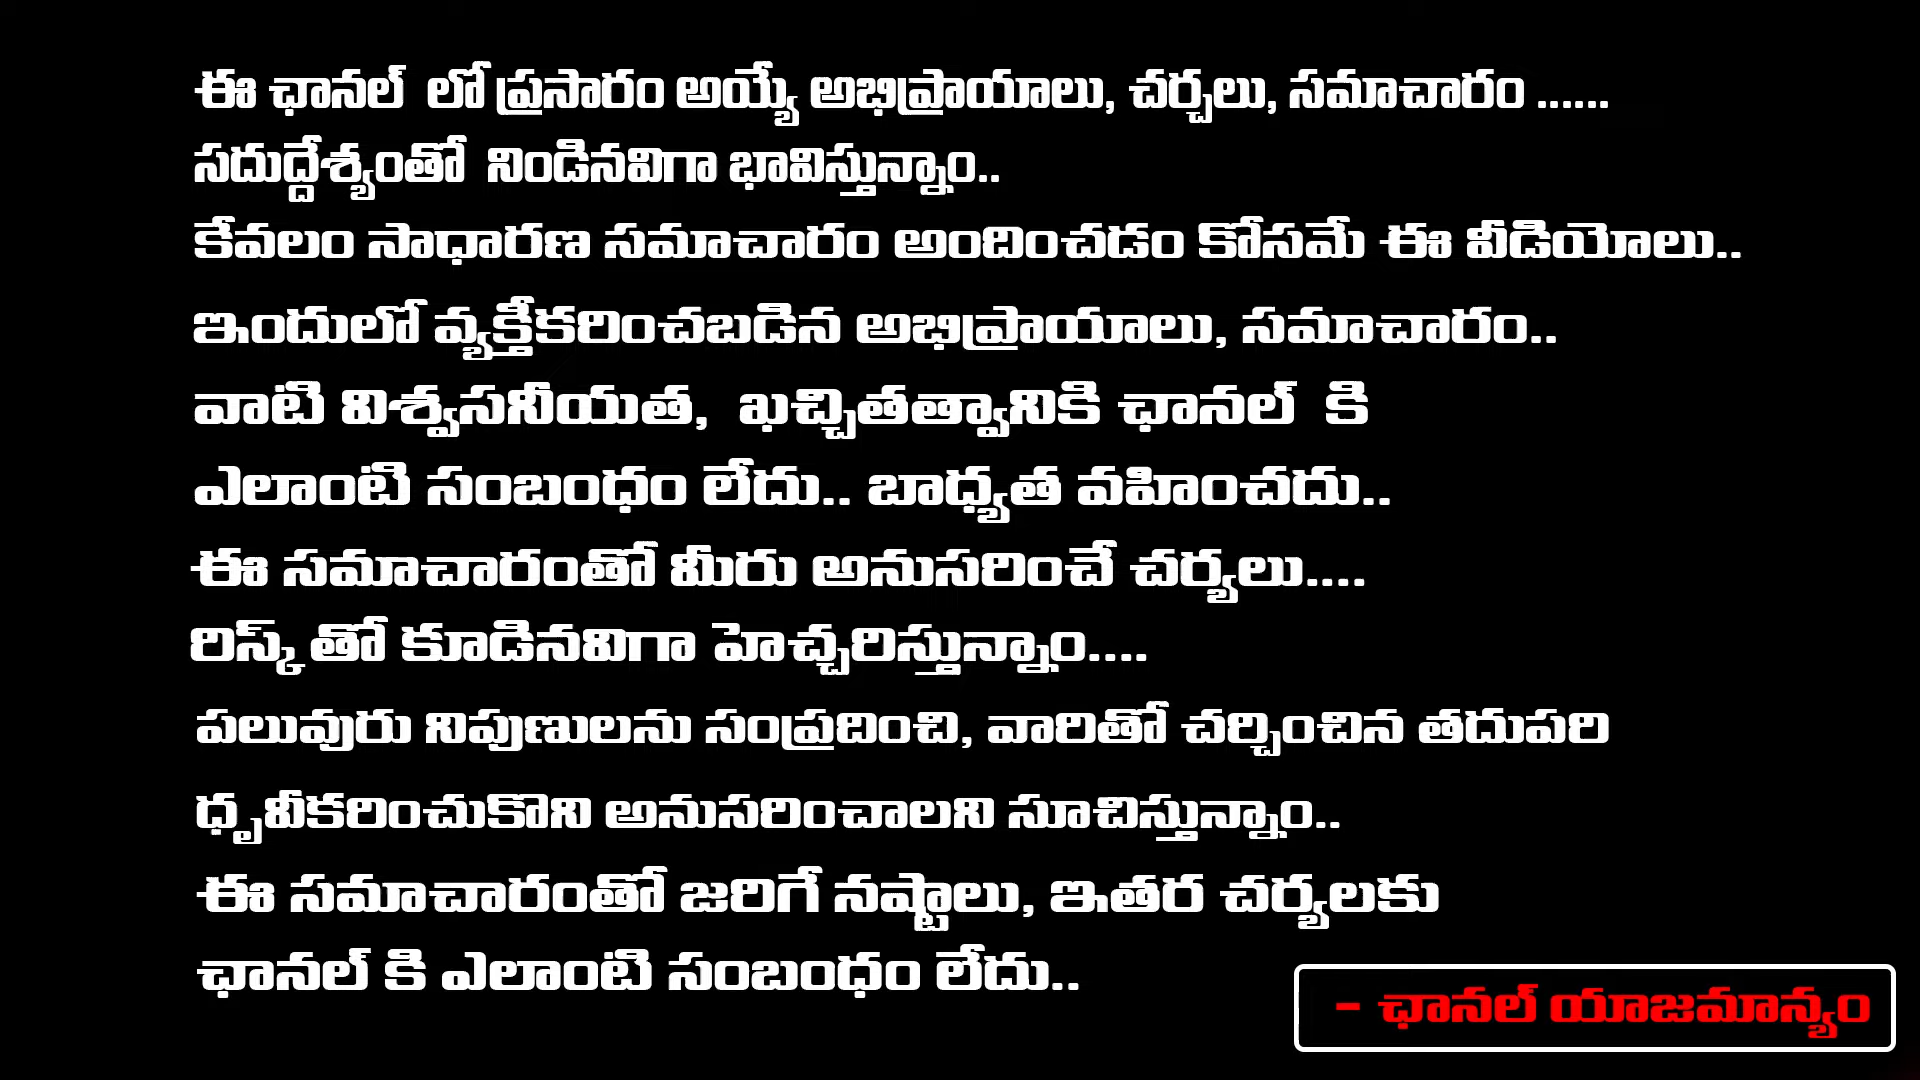 ఈ ఛానల్ లో ప్రసారం అయ్యే అభిప్రాయాలు, చర్చలు, సమాచారం ......
సదుద్దేశ్యంతో నిండినవిగా భావిస్తున్నాం..
కేవలం సాధారణ సమాచారం అందించడం కోసమే ఈ వీడియోలు..
ఇందులో వ్యక్తీకరించబడిన అభిప్రాయాలు, సమాచారం..
వాటి విశ్వసనీయత, ఖచ్చితత్వానికి ఛానల్ కి
ఎలాంటి సంబంధం లేదు.. బాధ్యత వహించదు..
ఈ సమాచారంతో మీరు అనుసరించే చర్యలు....
రిస్క్ తో కూడినవిగా హెచ్చరిస్తున్నాం....
పలువురు నిపుణులను సంప్రదించి, వారితో చర్చించిన తదుపరి
ధృవీకరించుకొని అనుసరించాలని సూచిస్తున్నాం..
ఈ సమాచారంతో జరిగే నష్టాలు, ఇతర చర్యలకు
ఛానల్ కి ఎలాంటి సంబంధం లేదు..
- ఛానల్ యాజమాన్యం